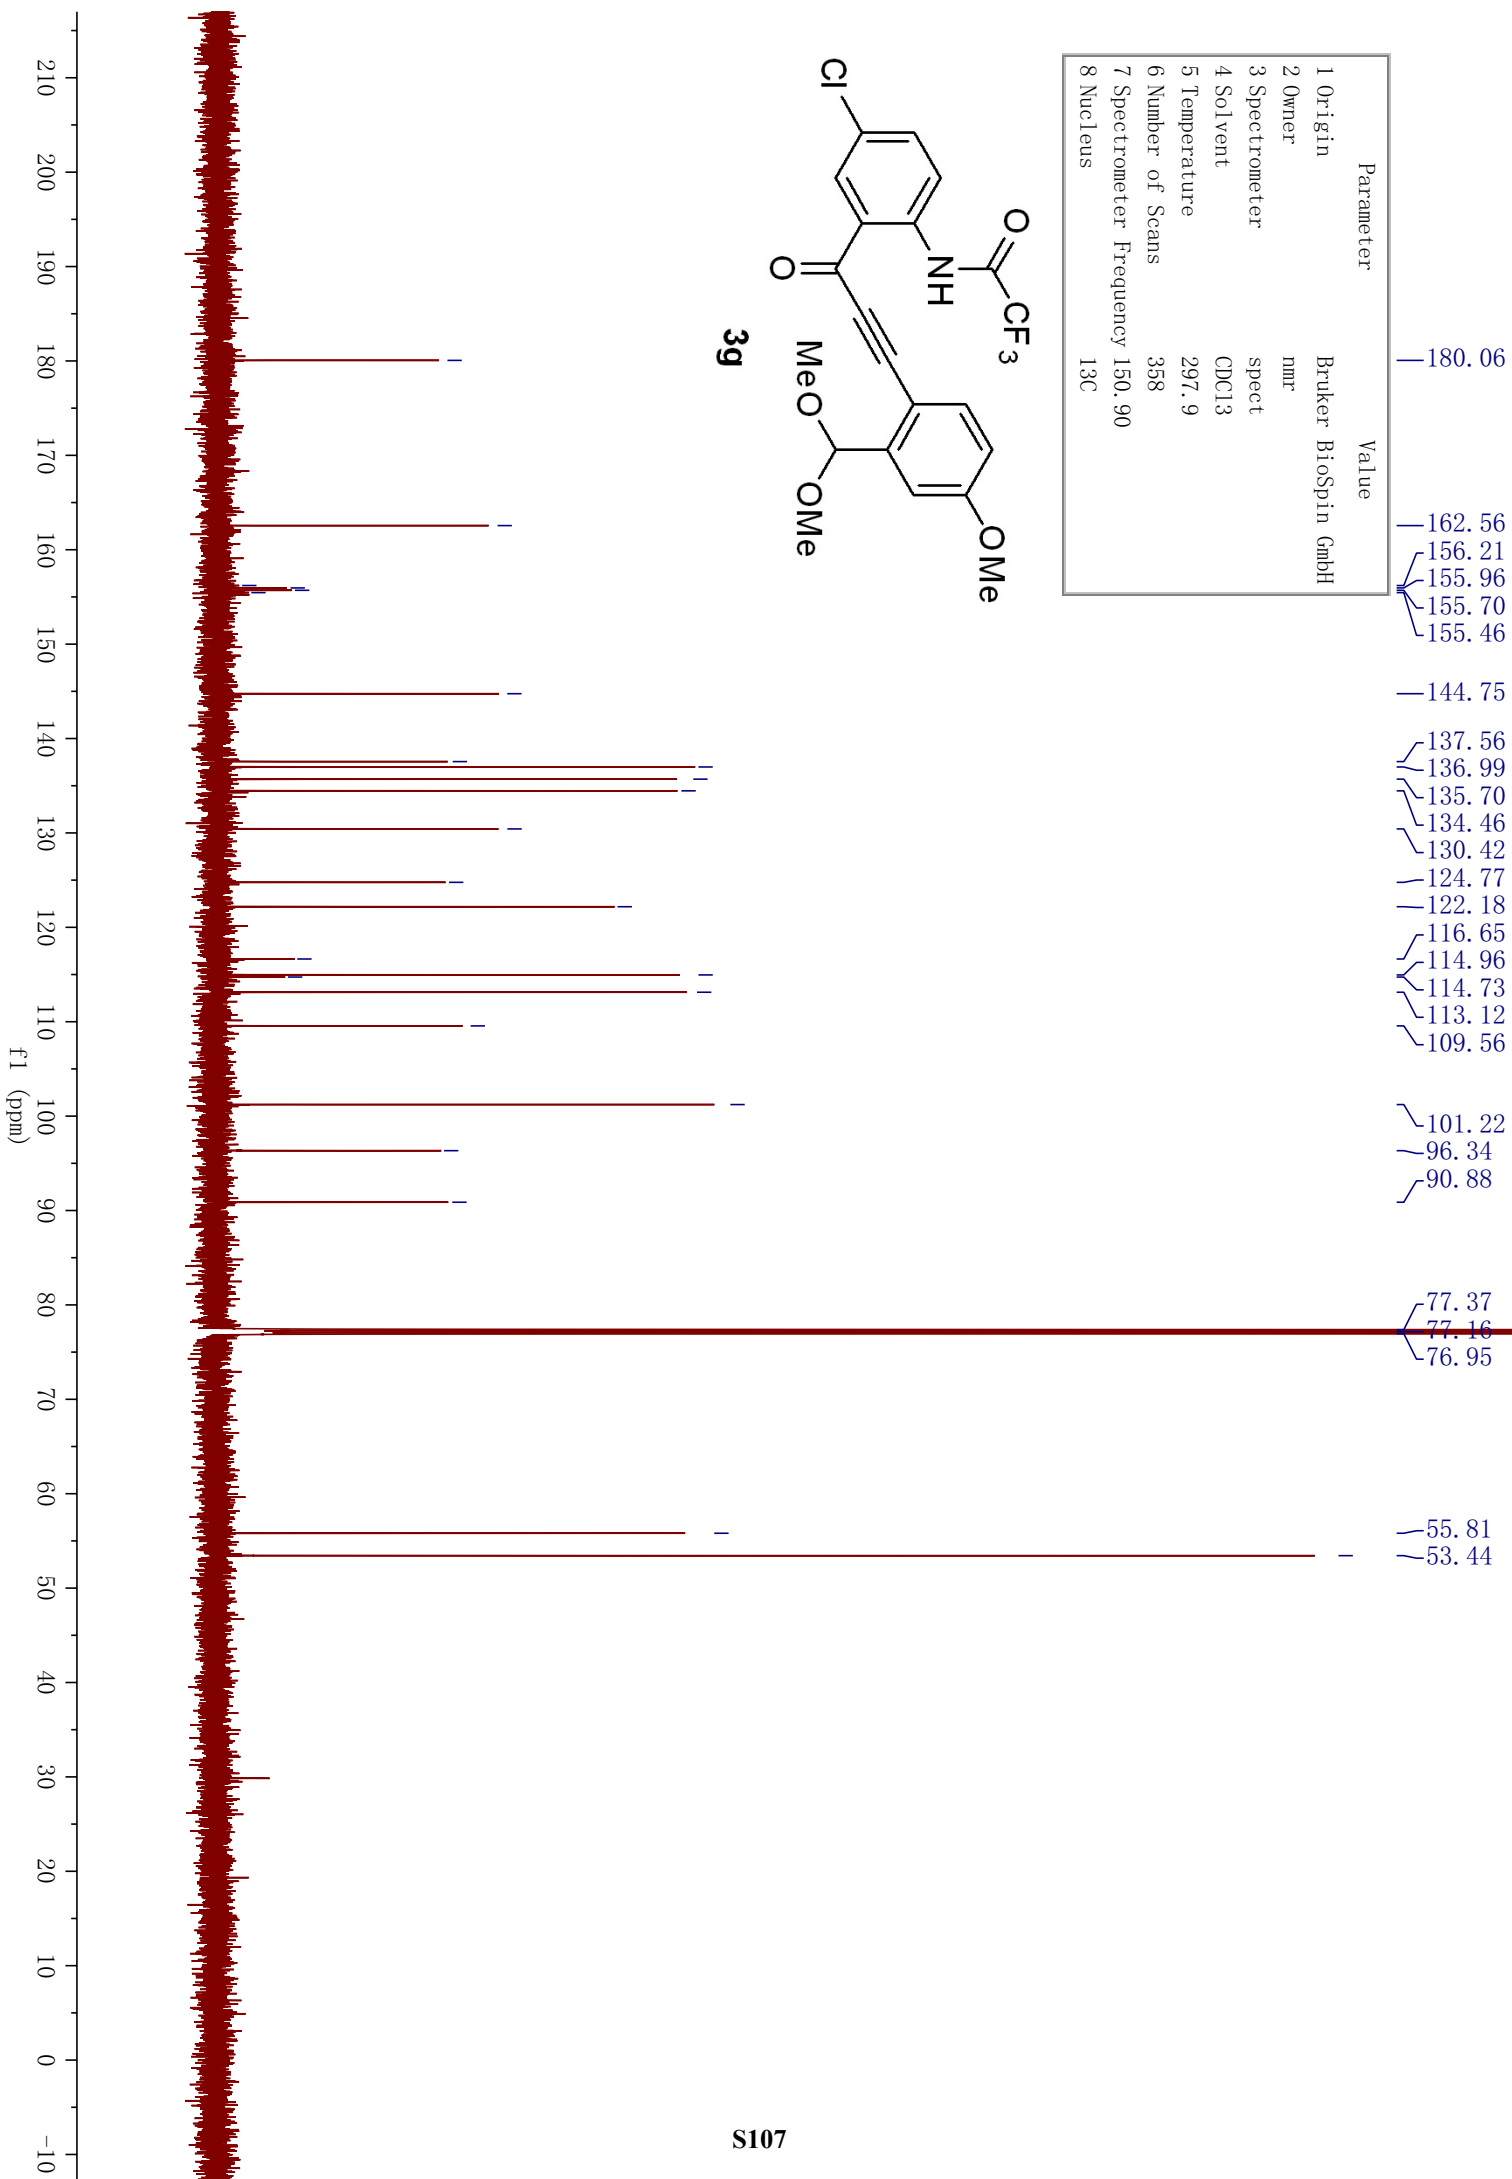 Parameter Value
1 Origin Bruker BioSpin GmbH
2 Owner nmr
3 Spectrometer spect
4 Solvent CDCl3
5 Temperature 297.9
6 Number of Scans 358
7 Spectrometer Frequency 150.90
8 Nucleus 13C
Cl
O
NH
O
CF3
MeO
OMe
OMe
3g
180.06
162.56
156.21
155.96
155.70
155.46
144.75
137.56
136.99
135.70
134.46
130.42
124.77
122.18
116.65
114.96
114.73
113.12
109.56
101.22
96.34
90.88
77.37
77.16
76.95
55.81
53.44
210 200 190 180 170 160 150 140 130 120 110 100 90 80 70 60 50 40 30 20 10 0 -10
f1 (ppm)
S107